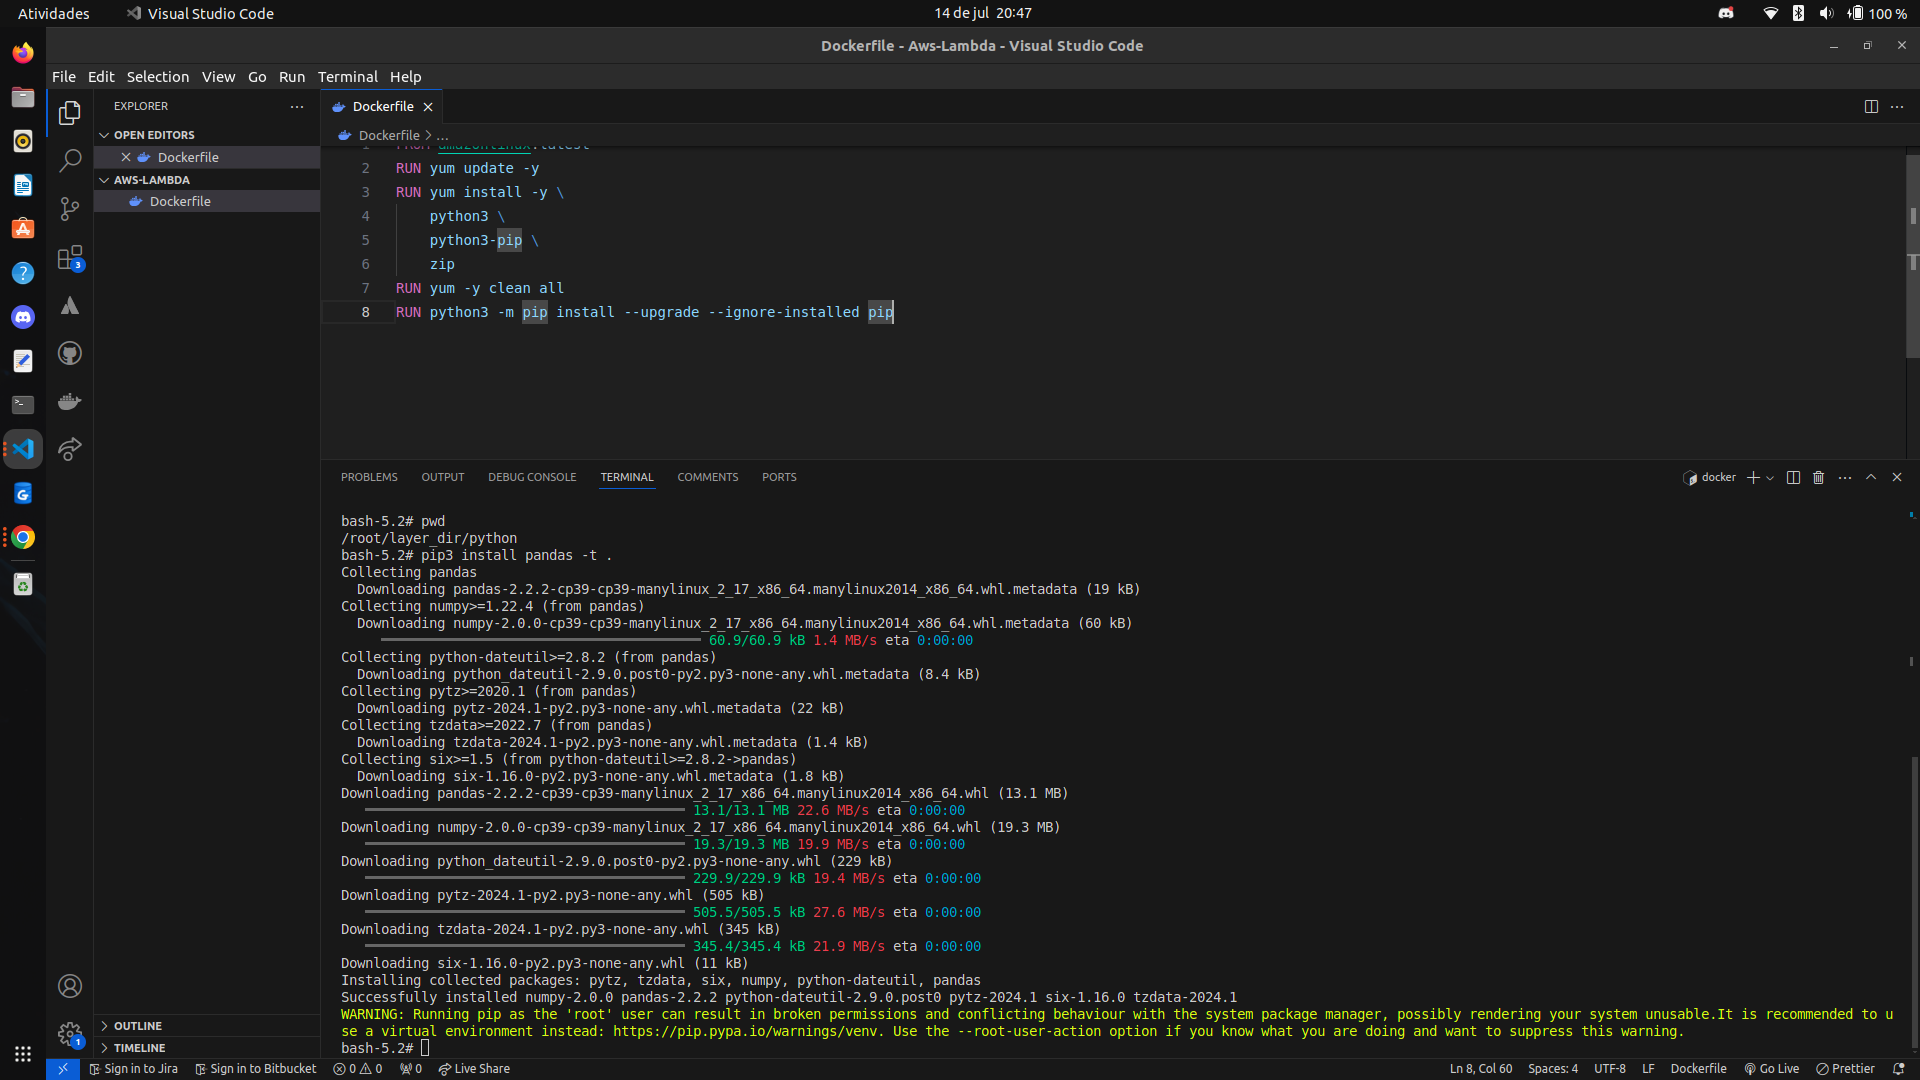 Atividades
Visual Studio Code
14 de jul 20:47
100 %
Dockerfile - Aws-Lambda - Visual Studio Code
File Edit Selection View Go Run Terminal Help
EXPLORER
OPEN EDITORS
Dockerfile
AWS-LAMBDA
Dockerfile
3
OUTLINE
TIMELINE
1
Dockerfile
Dockerfile > ...
1 FROM amazonlinux:latest
2 RUN yum update -y
3 RUN yum install -y \
4 python3 \
5 python3-pip \
6 zip
7 RUN yum -y clean all
8 RUN python3 -m pip install --upgrade --ignore-installed pip
PROBLEMS OUTPUT DEBUG CONSOLE TERMINAL COMMENTS PORTS
docker
bash-5.2# pwd
/root/layer_dir/python
bash-5.2# pip3 install pandas -t .
Collecting pandas
Downloading pandas-2.2.2-cp39-cp39-manylinux_2_17_x86_64.manylinux2014_x86_64.whl.metadata (19 kB)
Collecting numpy>=1.22.4 (from pandas)
Downloading numpy-2.0.0-cp39-cp39-manylinux_2_17_x86_64.manylinux2014_x86_64.whl.metadata (60 kB)
60.9/60.9 kB 1.4 MB/s eta 0:00:00
Collecting python-dateutil>=2.8.2 (from pandas)
Downloading python_dateutil-2.9.0.post0-py2.py3-none-any.whl.metadata (8.4 kB)
Collecting pytz>=2020.1 (from pandas)
Downloading pytz-2024.1-py2.py3-none-any.whl.metadata (22 kB)
Collecting tzdata>=2022.7 (from pandas)
Downloading tzdata-2024.1-py2.py3-none-any.whl.metadata (1.4 kB)
Collecting six>=1.5 (from python-dateutil>=2.8.2->pandas)
Downloading six-1.16.0-py2.py3-none-any.whl.metadata (1.8 kB)
Downloading pandas-2.2.2-cp39-cp39-manylinux_2_17_x86_64.manylinux2014_x86_64.whl (13.1 MB)
13.1/13.1 MB 22.6 MB/s eta 0:00:00
Downloading numpy-2.0.0-cp39-cp39-manylinux_2_17_x86_64.manylinux2014_x86_64.whl (19.3 MB)
19.3/19.3 MB 19.9 MB/s eta 0:00:00
Downloading python_dateutil-2.9.0.post0-py2.py3-none-any.whl (229 kB)
229.9/229.9 kB 19.4 MB/s eta 0:00:00
Downloading pytz-2024.1-py2.py3-none-any.whl (505 kB)
505.5/505.5 kB 27.6 MB/s eta 0:00:00
Downloading tzdata-2024.1-py2.py3-none-any.whl (345 kB)
345.4/345.4 kB 21.9 MB/s eta 0:00:00
Downloading six-1.16.0-py2.py3-none-any.whl (11 kB)
Installing collected packages: pytz, tzdata, six, numpy, python-dateutil, pandas
Successfully installed numpy-2.0.0 pandas-2.2.2 python-dateutil-2.9.0.post0 pytz-2024.1 six-1.16.0 tzdata-2024.1
WARNING: Running pip as the 'root' user can result in broken permissions and conflicting behaviour with the system package manager, possibly rendering your system unusable.It is recommended to u
se a virtual environment instead: https://pip.pypa.io/warnings/venv. Use the --root-user-action option if you know what you are doing and want to suppress this warning.
bash-5.2#
Sign in to Jira Sign in to Bitbucket 0 0 0 Live Share Ln 8, Col 60 Spaces: 4 UTF-8 LF Dockerfile Go Live Prettier